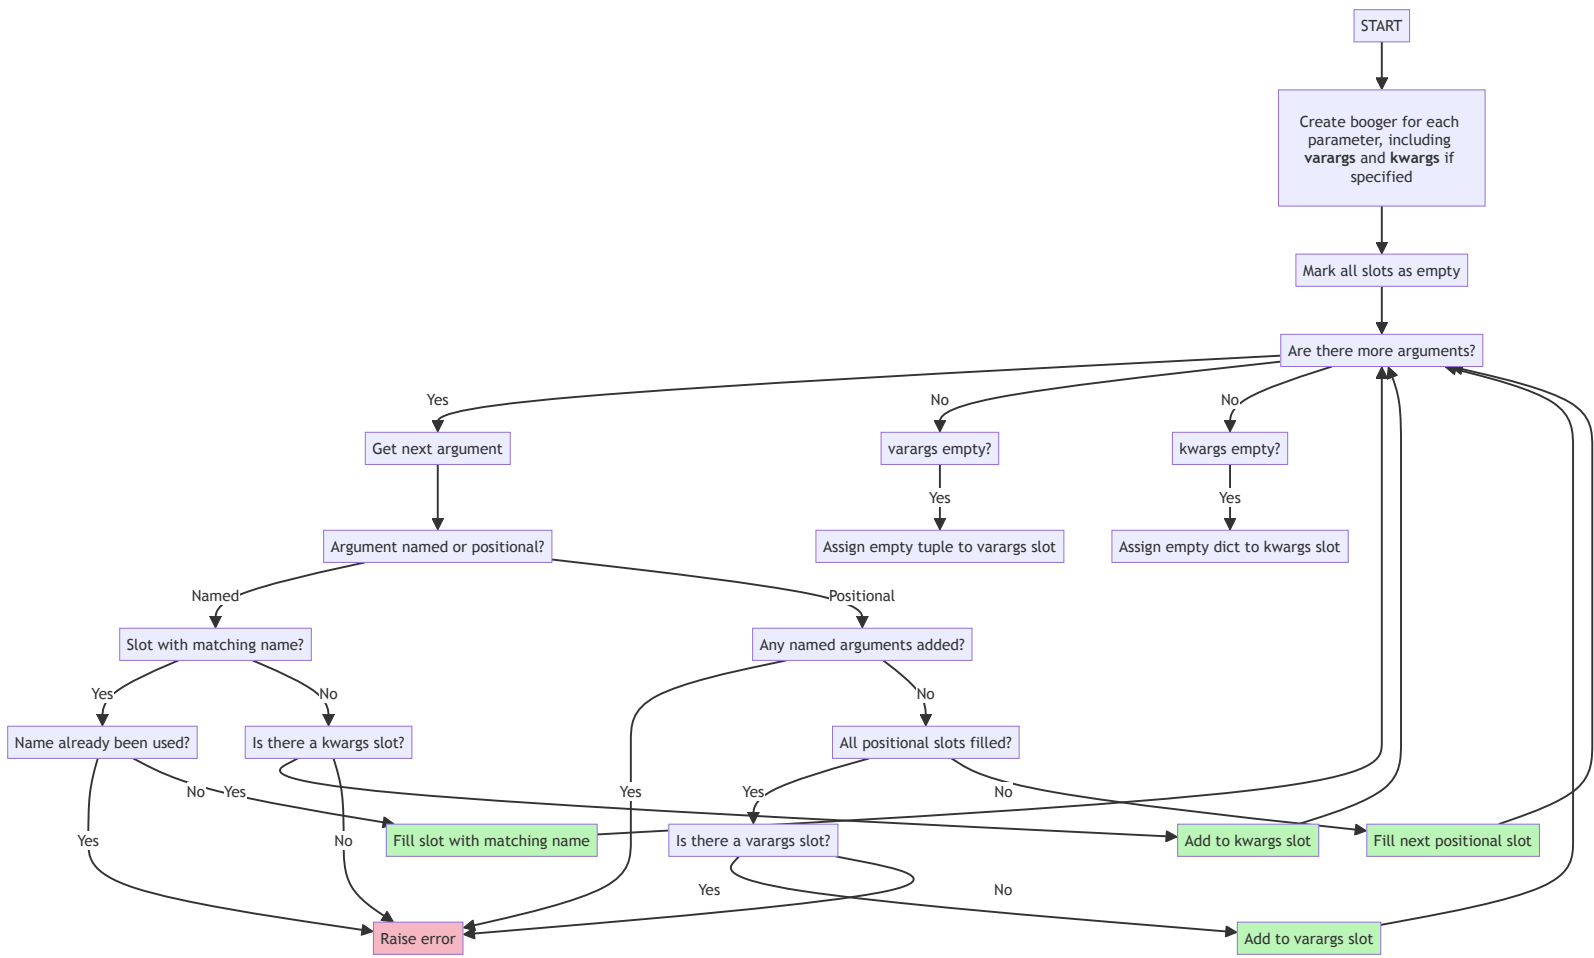 START
Create booger for each
parameter, including
varargs and kwargs if
specified
Mark all slots as empty
Are there more arguments?
Yes
No
No
Get next argument
varargs empty?
kwargs empty?
Yes
Yes
Argument named or positional?
Assign empty tuple to varargs slot
Assign empty dict to kwargs slot
Named
Positional
Slot with matching name?
Any named arguments added?
Yes
No
No
Name already been used?
Is there a kwargs slot?
All positional slots filled?
No
Yes
Yes
Yes
No
Yes
No
Fill slot with matching name
Is there a varargs slot?
Add to kwargs slot
Fill next positional slot
Yes
No
Raise error
Add to varargs slot